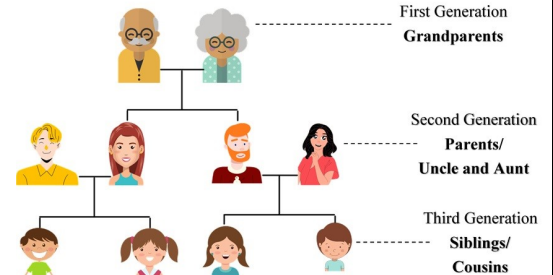 First Generation
Grandparents
Second Generation
Parents/
Uncle and Aunt
Third Generation
Siblings/
Cousins